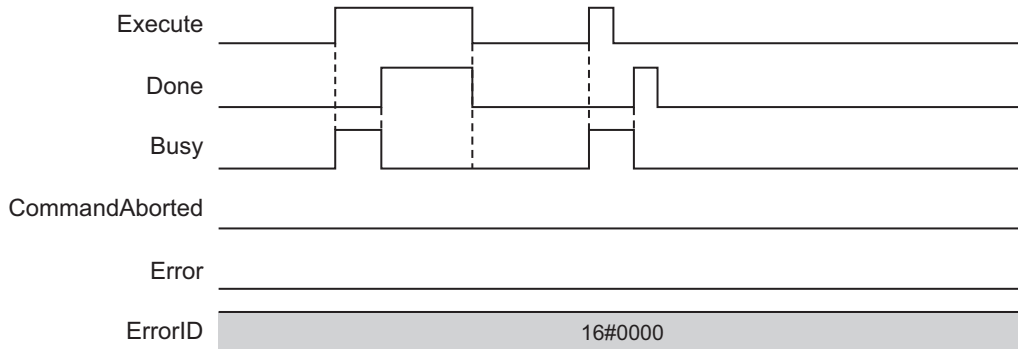 Execute
Done
Busy
CommandAborted
Error
ErrorID
16#0000